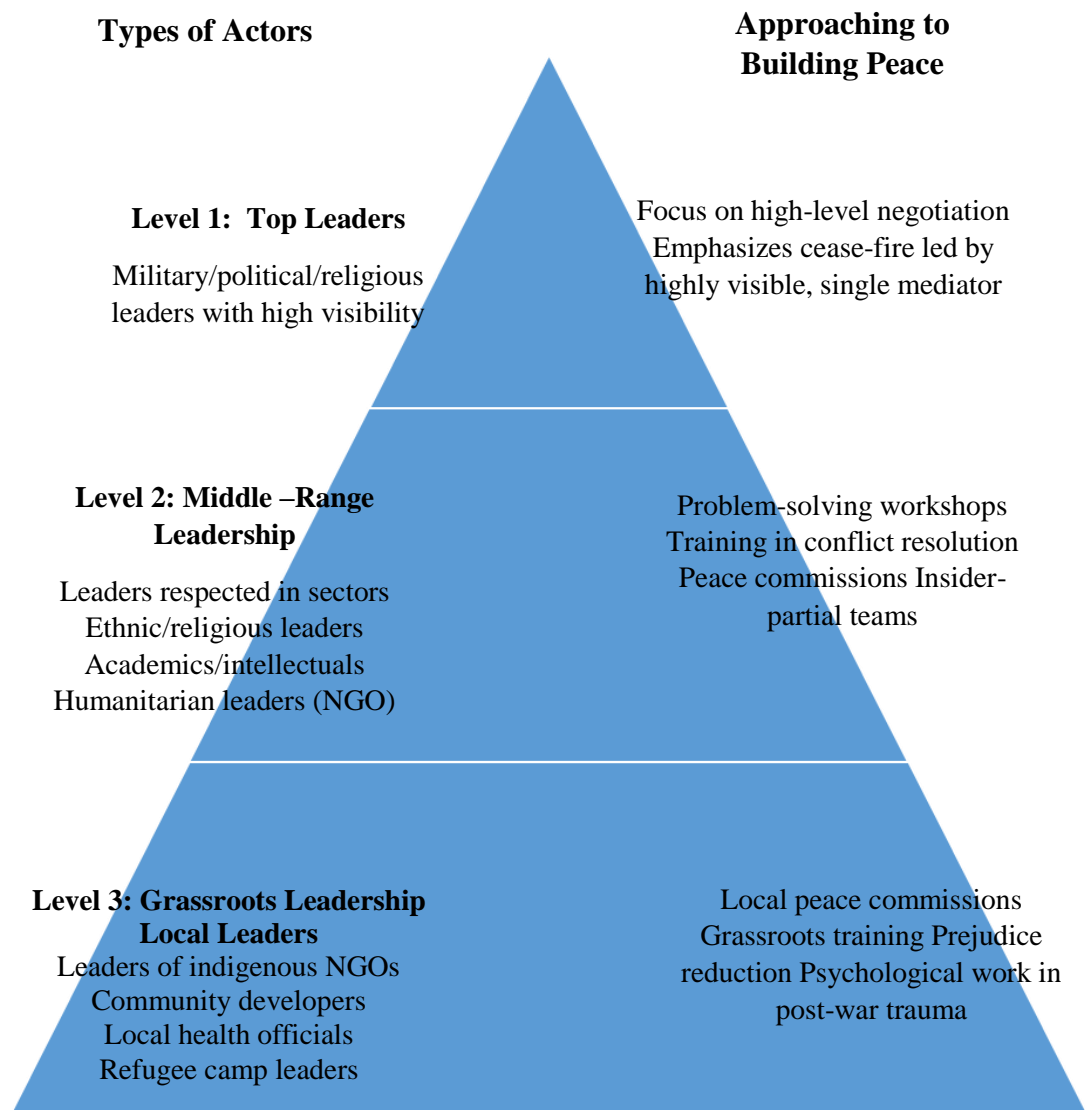 Types of Actors
Approaching to
Building Peace
Level 1:  Top Leaders
Military/political/religious
leaders with high visibility
Focus on high-level negotiation
Emphasizes cease-fire led by
highly visible, single mediator
Level 2: Middle –Range
Leadership
Leaders respected in sectors
Ethnic/religious leaders
Academics/intellectuals
Humanitarian leaders (NGO)
Problem-solving workshops
Training in conflict resolution
Peace commissions Insider-
partial teams
Level 3: Grassroots Leadership
Local Leaders
Leaders of indigenous NGOs
Community developers
Local health officials
Refugee camp leaders
Local peace commissions
Grassroots training Prejudice
reduction Psychological work in
post-war trauma